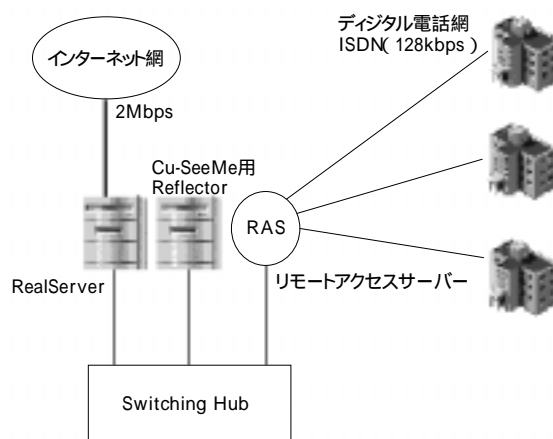 ディジタル電話網
ISDN( 128kbps )
インターネット網
2Mbps
Cu-SeeMe用
Reflector
RAS
RealServer
リモートアクセスサーバー
Switching Hub